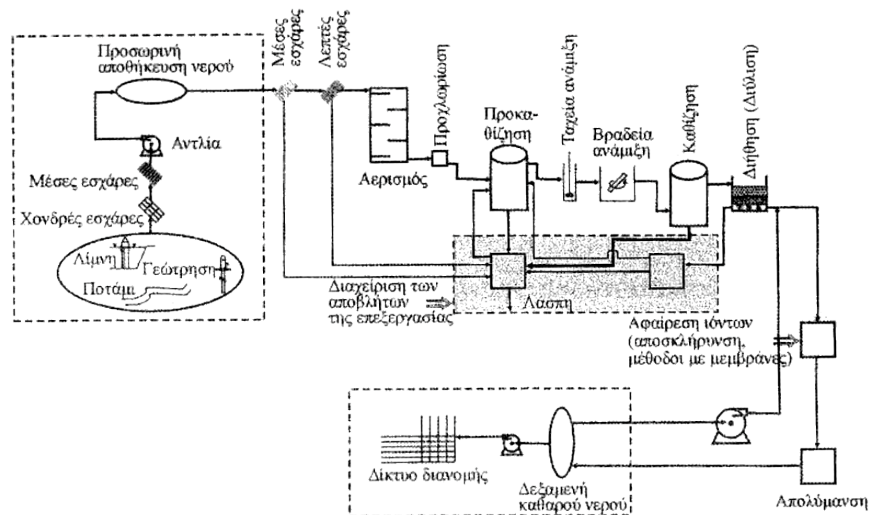 Προσωρινή
αποθήκευση νερού
Μέσες
εσχάρες
Λεπτές
εσχάρες
Αντλία
Μέσες εσχάρες
Χονδρές εσχάρες
Λίμνη
Γεώτρηση
Ποτάμι
Αερισμός
Προχλωρίωση
Προκα-
θίζηση
Ταχεία ανάμιξη
Βραδεία
ανάμιξη
Καθίζηση
Διήθηση (Διύλιση)
Διαχείριση των
αποβλήτων
της επεξεργασίας
Λασπη
Αφαίρεση ιόντων
(αποσκλήρυνση,
μέθοδοι με μεμβράνες)
Δίκτυο διανομής
Δεξαμενή
καθαρού νερού
Απολύμανση